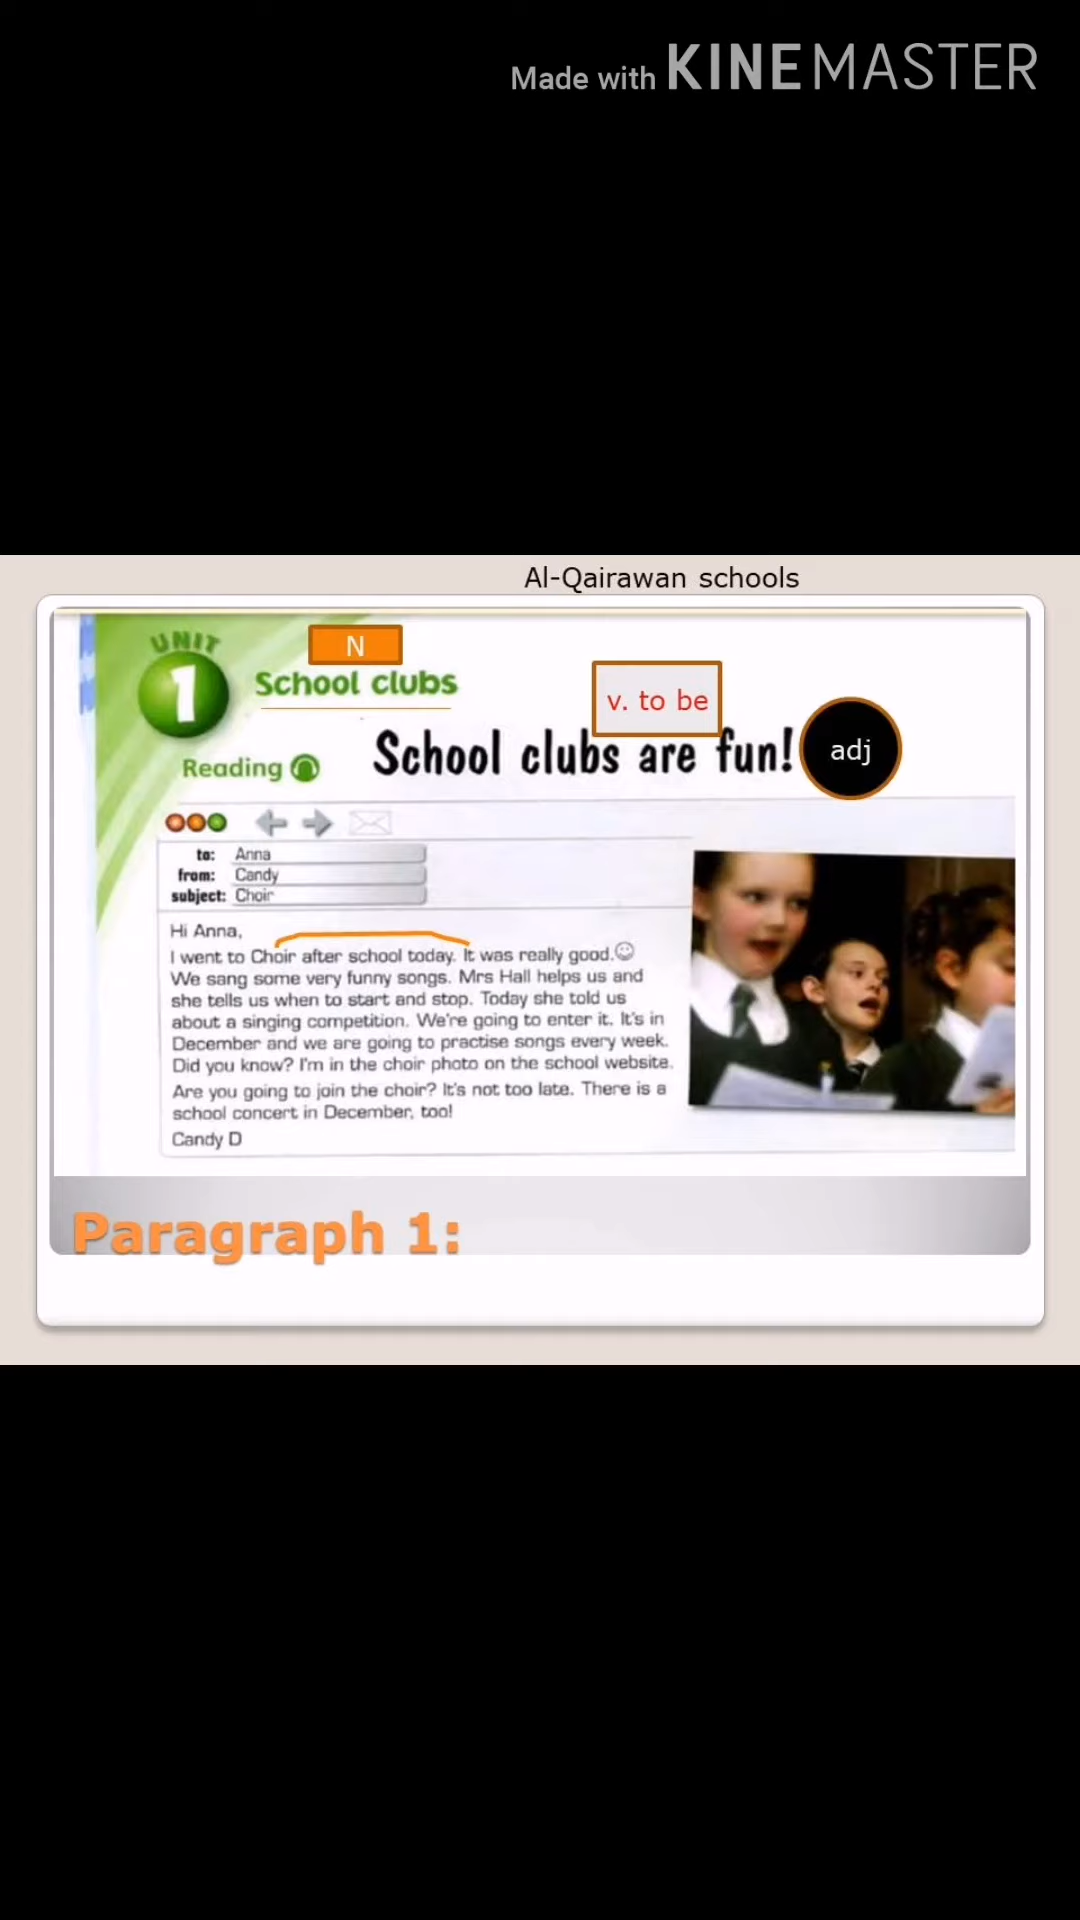 Made with KINEMASTER
Al-Qairawan schools
UNIT
1
N
School clubs
v. to be
Reading
School clubs are fun!
adj
to: Anna
from: Candy
subject: Choir
Hi Anna,
I went to Choir after school today. It was really good.☺
We sang some very funny songs. Mrs Hall helps us and
she tells us when to start and stop. Today she told us
about a singing competition. We're going to enter it. It's in
December and we are going to practise songs every week.
Did you know? I'm in the choir photo on the school website.
Are you going to join the choir? It's not too late. There is a
school concert in December, too!
Candy D
Paragraph 1: